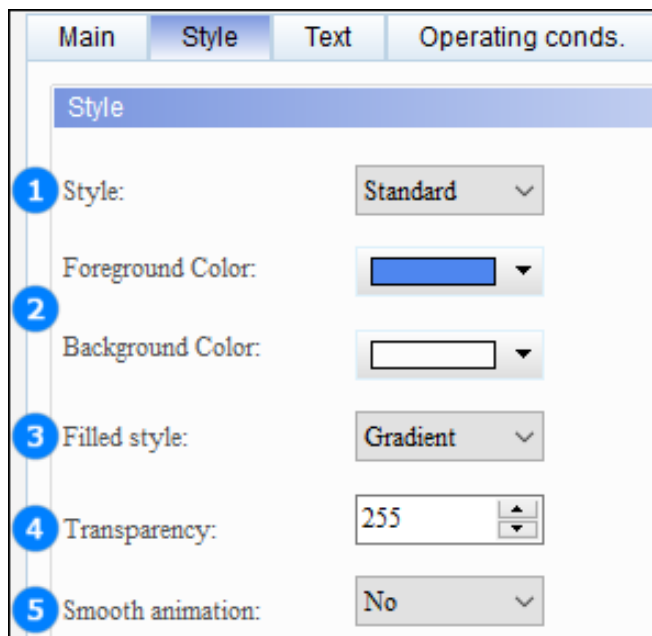 Main Style Text Operating conds.
Style
1 Style: Standard
Foreground Color:
2
Background Color:
3 Filled style: Gradient
4 Transparency: 255
5 Smooth animation: No